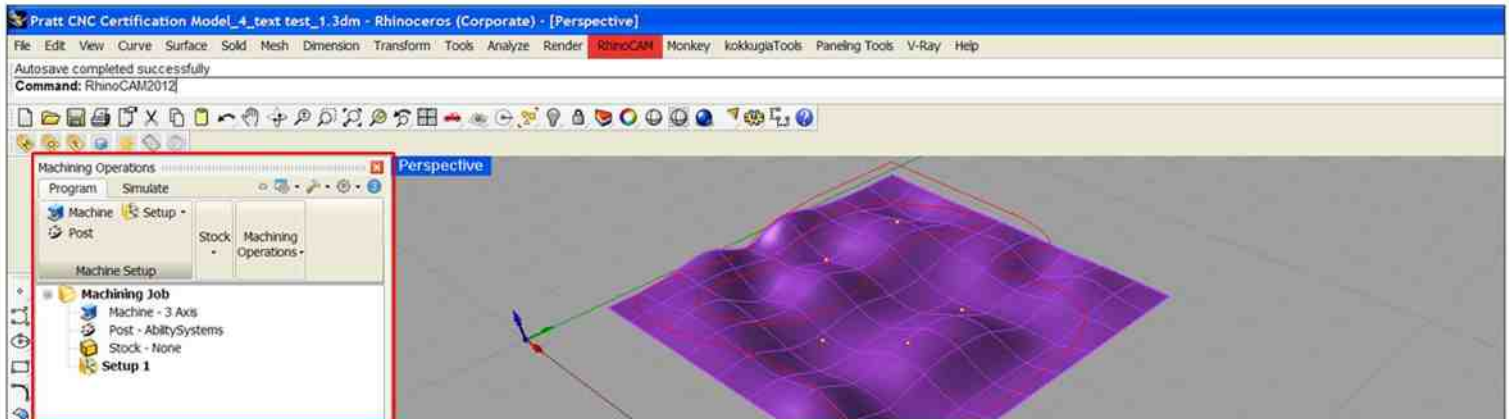 Pratt CNC Certification Model_4_text test_1.3dm - Rhinoceros (Corporate) - [Perspective]
File Edit View Curve Surface Solid Mesh Dimension Transform Tools Analyze Render RhinoCAM Monkey kokkugiaTools Paneling Tools V-Ray Help
Autosave completed successfully
Command: RhinoCAM2012
Machining Operations
Perspective
Program Simulate
Machine Setup
Post
Stock Machining Operations
Machine Setup
Machining Job
Machine - 3 Axis
Post - AbilitySystems
Stock - None
Setup 1